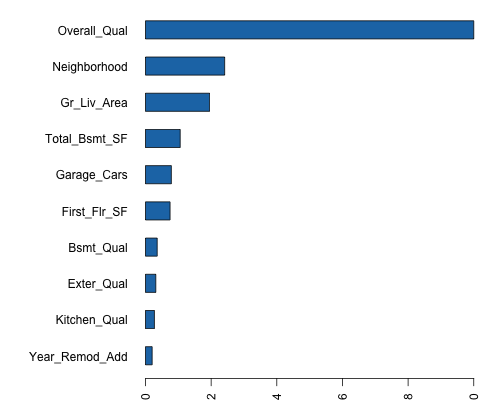 Overall_Qual
Neighborhood
Gr_Liv_Area
Total_Bsmt_SF
Garage_Cars
First_Flr_SF
Bsmt_Qual
Exter_Qual
Kitchen_Qual
Year_Remod_Add
0 2 4 6 8 0